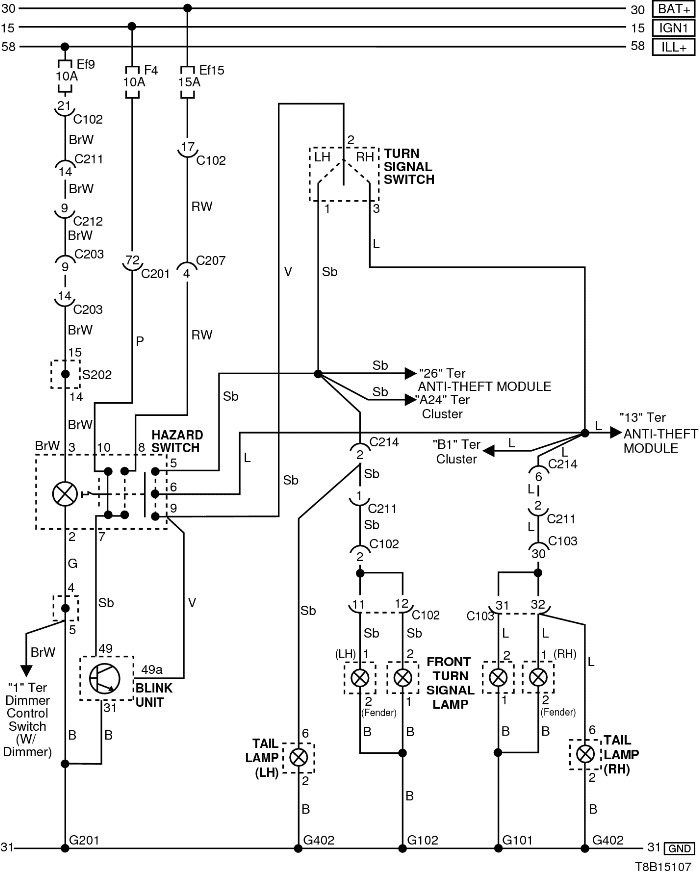 30 30 BAT+
15 15 IGN1
58 58 ILL+
Ef9
10A
F4
10A
Ef15
15A
21
C102
BrW
17
C102
2
LH RH
TURN
SIGNAL
SWITCH
1 3
C211
14
BrW
9
C212
BrW
RW
L
C203
9
72
C201
C207
4
V
Sb
14
C203
BrW
P
RW
15
S202
14
Sb
Sb
"26" Ter
ANTI-THEFT MODULE
Sb
"A24" Ter
Cluster
BrW
HAZARD
SWITCH
BrW
3
10
8
5
6
9
L
L
"13" Ter
ANTI-THEFT
MODULE
"B1" Ter
Cluster
L
L
C214
2
Sb
C214
6
L
Sb
1
C211
Sb
2
C211
L
C102
2
C103
30
2
7
G
4
5
Sb
V
Sb
11
12
C102
C103
31
32
BrW
49
49a
BLINK
UNIT
31
Sb
Sb
L
L
L
(LH)
1
2
FRONT
TURN
SIGNAL
LAMP
2
1
(RH)
2
(Fender)
1
1
2
(Fender)
"1" Ter
Dimmer
Control
Switch
(W/
Dimmer)
B
B
6
TAIL
LAMP
(LH)
2
B
B
B
B
B
6
TAIL
LAMP
(RH)
2
B
B
B
31 G201 G402 G102 G101 G402 31 GND
T8B15107